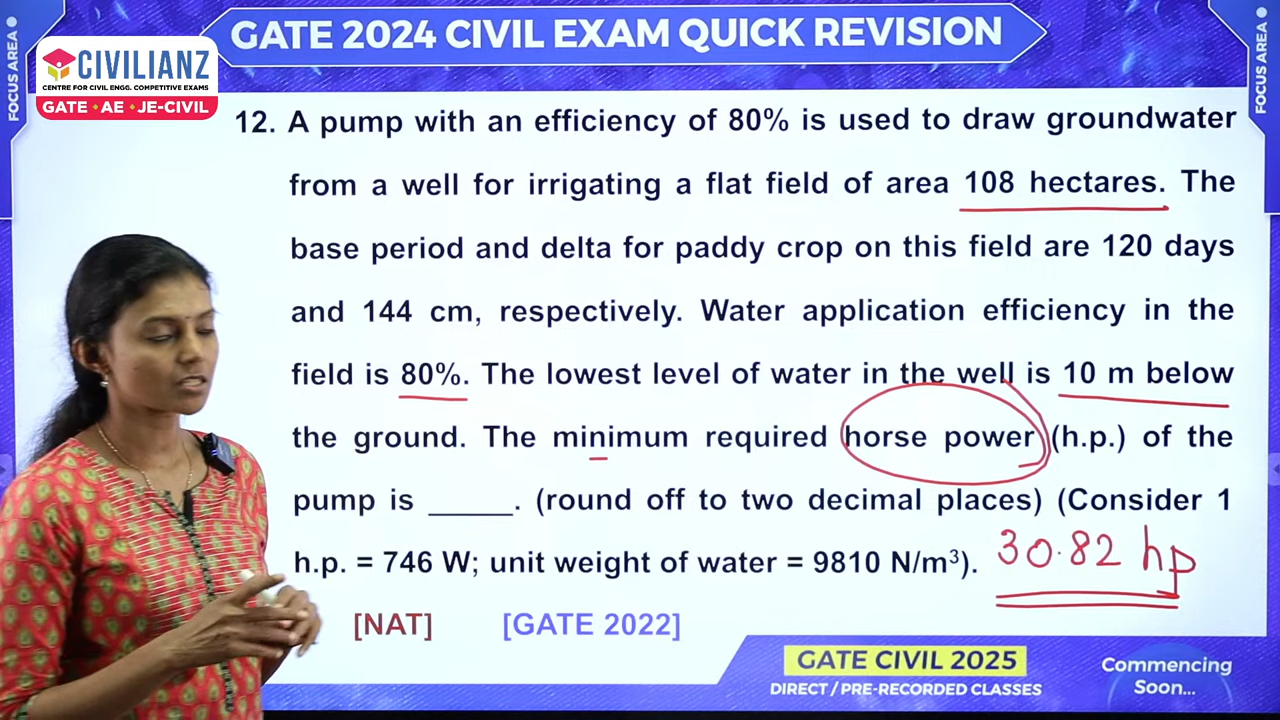 GATE 2024 CIVIL EXAM QUICK REVISION
FOCUS AREA
FOCUS AREA
CIVILIANZ
CENTRE FOR CIVIL ENGG. COMPETITIVE EXAMS
GATE AE JE-CIVIL
12. A pump with an efficiency of 80% is used to draw groundwater
from a well for irrigating a flat field of area 108 hectares. The
base period and delta for paddy crop on this field are 120 days
and 144 cm, respectively. Water application efficiency in the
field is 80%. The lowest level of water in the well is 10 m below
the ground. The minimum required horse power (h.p.) of the
pump is _____. (round off to two decimal places) (Consider 1
h.p. = 746 W; unit weight of water = 9810 N/m³).
30.82 hp
[NAT] [GATE 2022]
GATE CIVIL 2025
DIRECT / PRE-RECORDED CLASSES
Commencing
Soon...